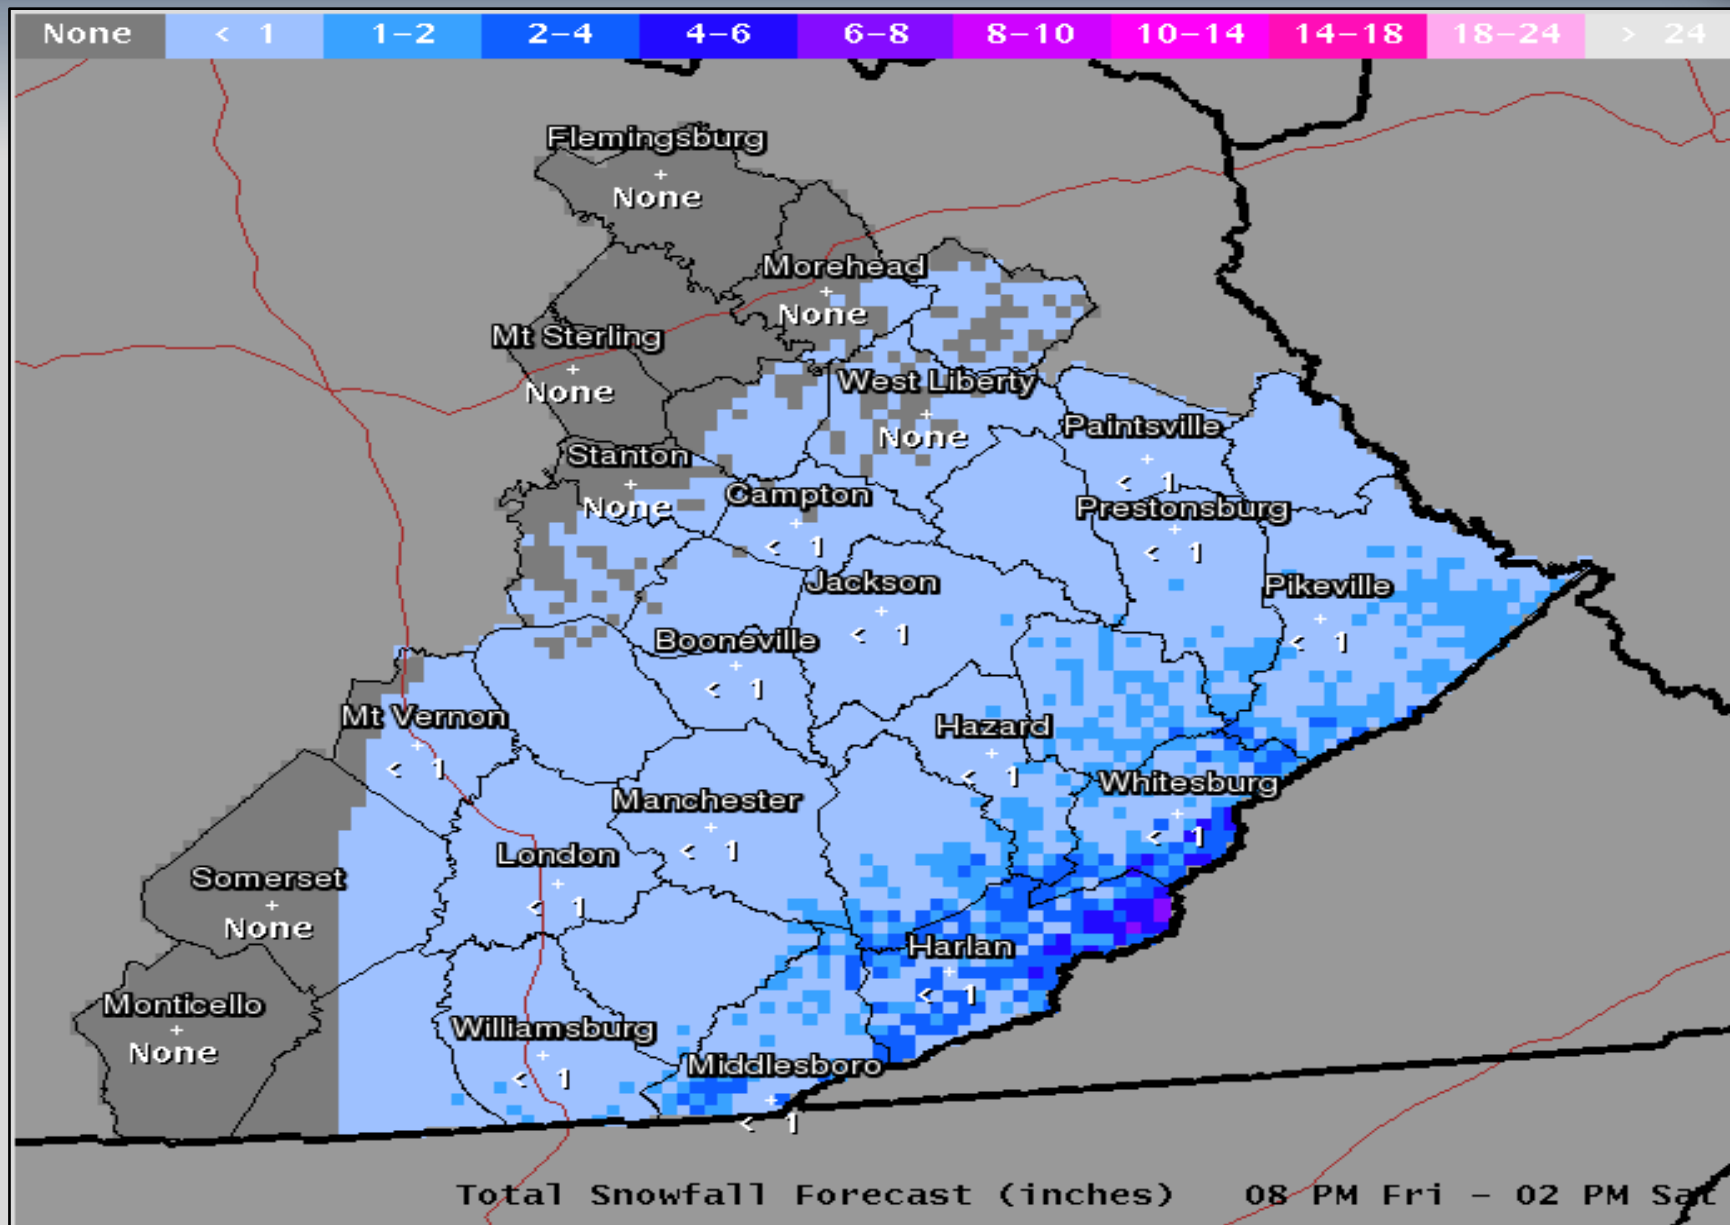 None < 1 1-2 2-4 4-6 6-8 8-10 10-14 14-18 18-24 > 24
Flemingsburg
None
Morehead
None
Mt Sterling
None
West Liberty
None
Paintsville
< 1
Stanton
None
Campton
< 1
Prestonsburg
< 1
Jackson
< 1
Pikeville
< 1
Booneville
< 1
Mt Vernon
< 1
Hazard
< 1
Whitesburg
< 1
Manchester
< 1
London
< 1
Somerset
None
Harlan
< 1
Monticello
None
Williamsburg
< 1
Middlesboro
< 1
Total Snowfall Forecast (inches) 08 PM Fri - 02 PM Sat